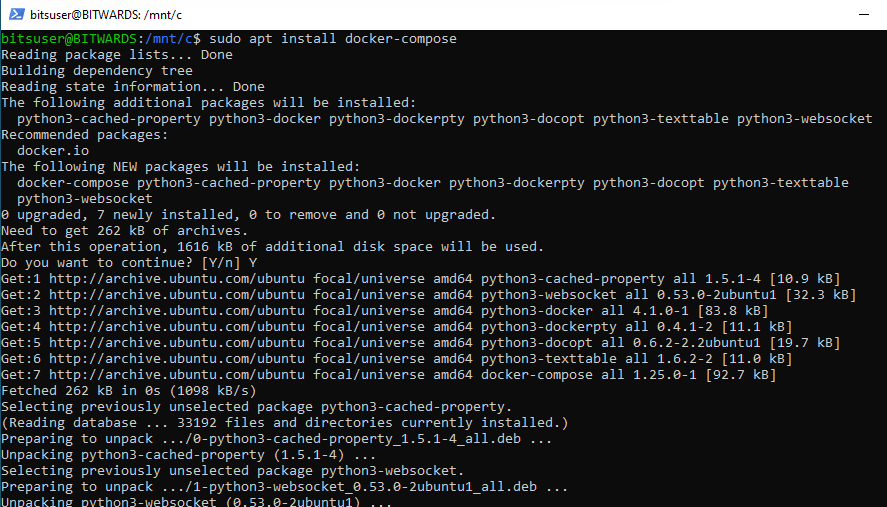 bitsuser@BITWARDS: /mnt/c
bitsuser@BITWARDS:/mnt/c$ sudo apt install docker-compose
Reading package lists... Done
Building dependency tree
Reading state information... Done
The following additional packages will be installed:
  python3-cached-property python3-docker python3-dockerpty python3-docopt python3-texttable python3-websocket
Recommended packages:
  docker.io
The following NEW packages will be installed:
  docker-compose python3-cached-property python3-docker python3-dockerpty python3-docopt python3-texttable
  python3-websocket
0 upgraded, 7 newly installed, 0 to remove and 0 not upgraded.
Need to get 262 kB of archives.
After this operation, 1616 kB of additional disk space will be used.
Do you want to continue? [Y/n] Y
Get:1 http://archive.ubuntu.com/ubuntu focal/universe amd64 python3-cached-property all 1.5.1-4 [10.9 kB]
Get:2 http://archive.ubuntu.com/ubuntu focal/universe amd64 python3-websocket all 0.53.0-2ubuntu1 [32.3 kB]
Get:3 http://archive.ubuntu.com/ubuntu focal/universe amd64 python3-docker all 4.1.0-1 [83.8 kB]
Get:4 http://archive.ubuntu.com/ubuntu focal/universe amd64 python3-dockerpty all 0.4.1-2 [11.1 kB]
Get:5 http://archive.ubuntu.com/ubuntu focal/universe amd64 python3-docopt all 0.6.2-2.2ubuntu1 [19.7 kB]
Get:6 http://archive.ubuntu.com/ubuntu focal/universe amd64 python3-texttable all 1.6.2-2 [11.0 kB]
Get:7 http://archive.ubuntu.com/ubuntu focal/universe amd64 docker-compose all 1.25.0-1 [92.7 kB]
Fetched 262 kB in 0s (1098 kB/s)
Selecting previously unselected package python3-cached-property.
(Reading database ... 33192 files and directories currently installed.)
Preparing to unpack .../0-python3-cached-property_1.5.1-4_all.deb ...
Unpacking python3-cached-property (1.5.1-4) ...
Selecting previously unselected package python3-websocket.
Preparing to unpack .../1-python3-websocket_0.53.0-2ubuntu1_all.deb ...
Unpacking python3-websocket (0.53.0-2ubuntu1) ...